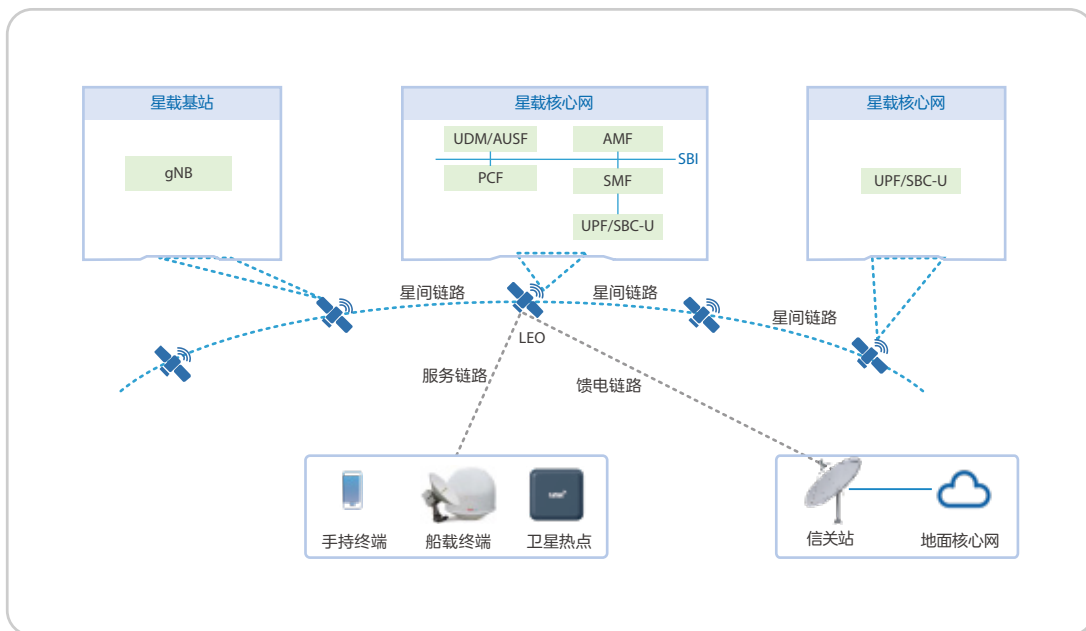 星载基站
gNB
星载核心网
UDM/AUSF
AMF
SBI
PCF
SMF
UPF/SBC-U
星载核心网
UPF/SBC-U
星间链路
星间链路
星间链路
LEO
服务链路
馈电链路
手持终端
船载终端
卫星热点
信关站
地面核心网